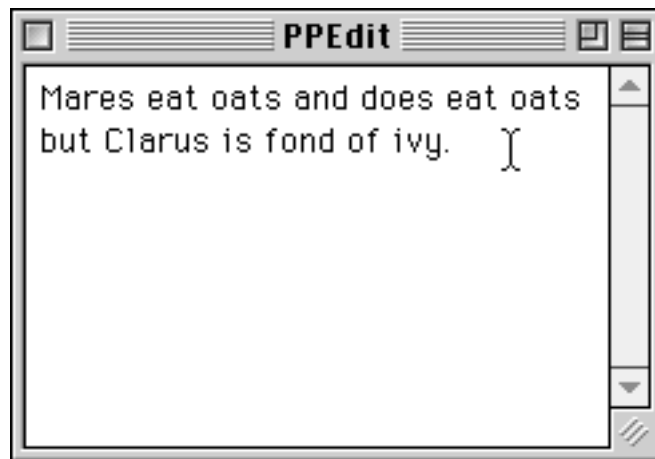 PPEdit
Mares eat oats and does eat oats
but Clarus is fond of ivy.